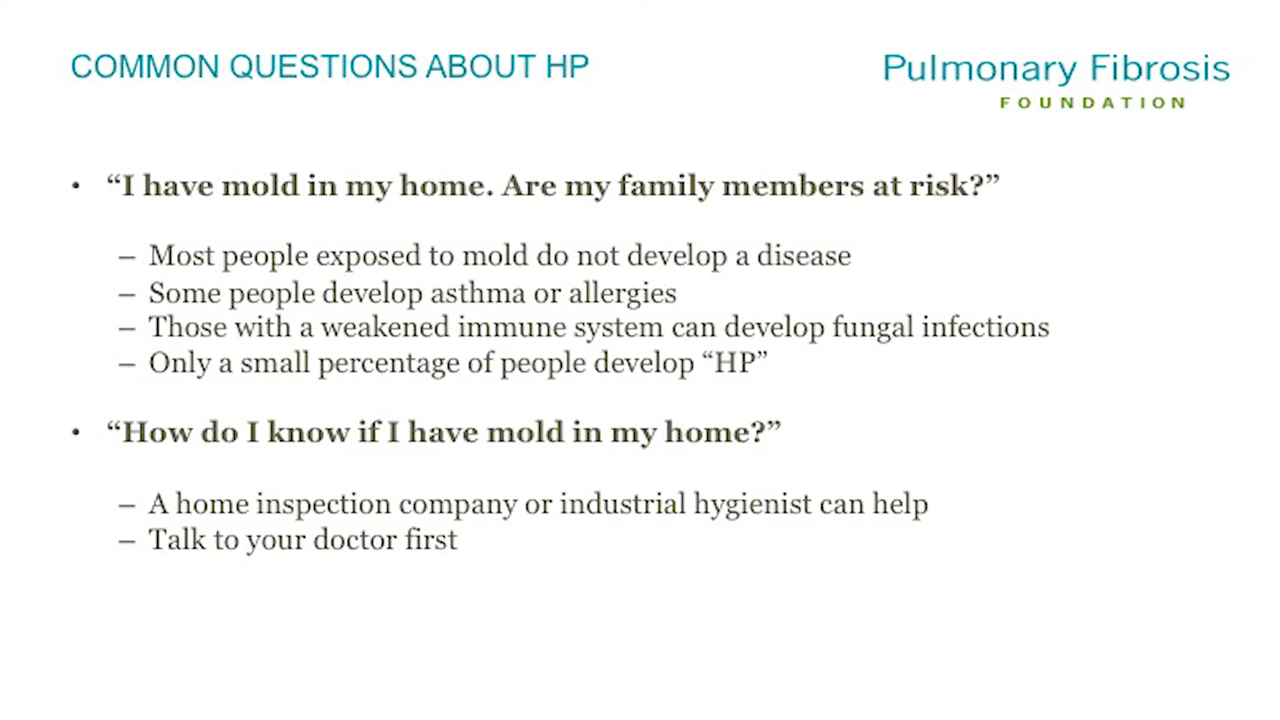 COMMON QUESTIONS ABOUT HP
Pulmonary Fibrosis
FOUNDATION
• “I have mold in my home. Are my family members at risk?”
– Most people exposed to mold do not develop a disease
– Some people develop asthma or allergies
– Those with a weakened immune system can develop fungal infections
– Only a small percentage of people develop “HP”
• “How do I know if I have mold in my home?”
– A home inspection company or industrial hygienist can help
– Talk to your doctor first